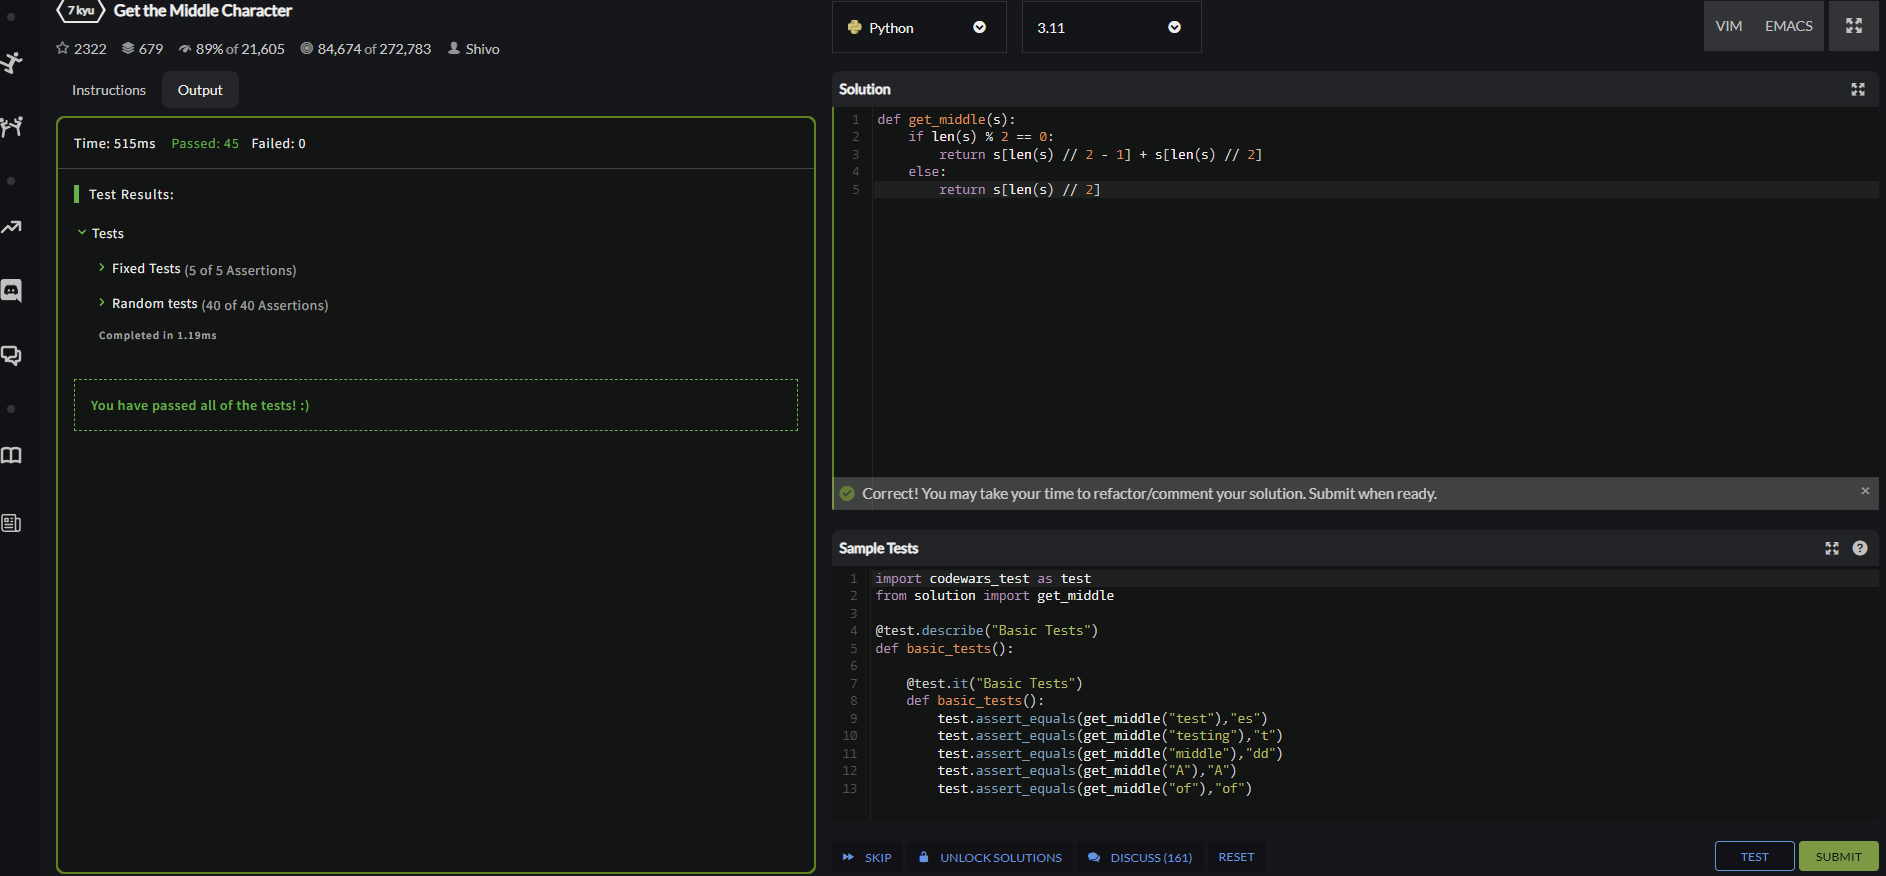 7 kyu Get the Middle Character
2322 679 89% of 21,605 84,674 of 272,783 Shivo
Instructions Output
Time: 515ms Passed: 45 Failed: 0
Test Results:
Tests
Fixed Tests (5 of 5 Assertions)
Random tests (40 of 40 Assertions)
Completed in 1.19ms
You have passed all of the tests! :)
Python 3.11 VIM EMACS
Solution
1 def get_middle(s):
2     if len(s) % 2 == 0:
3         return s[len(s) // 2 - 1] + s[len(s) // 2]
4     else:
5         return s[len(s) // 2]
Correct! You may take your time to refactor/comment your solution. Submit when ready. ×
Sample Tests ?
1 import codewars_test as test
2 from solution import get_middle
3
4 @test.describe("Basic Tests")
5 def basic_tests():
6
7     @test.it("Basic Tests")
8     def basic_tests():
9         test.assert_equals(get_middle("test"),"es")
10         test.assert_equals(get_middle("testing"),"t")
11         test.assert_equals(get_middle("middle"),"dd")
12         test.assert_equals(get_middle("A"),"A")
13         test.assert_equals(get_middle("of"),"of")
SKIP UNLOCK SOLUTIONS DISCUSS (161) RESET TEST SUBMIT